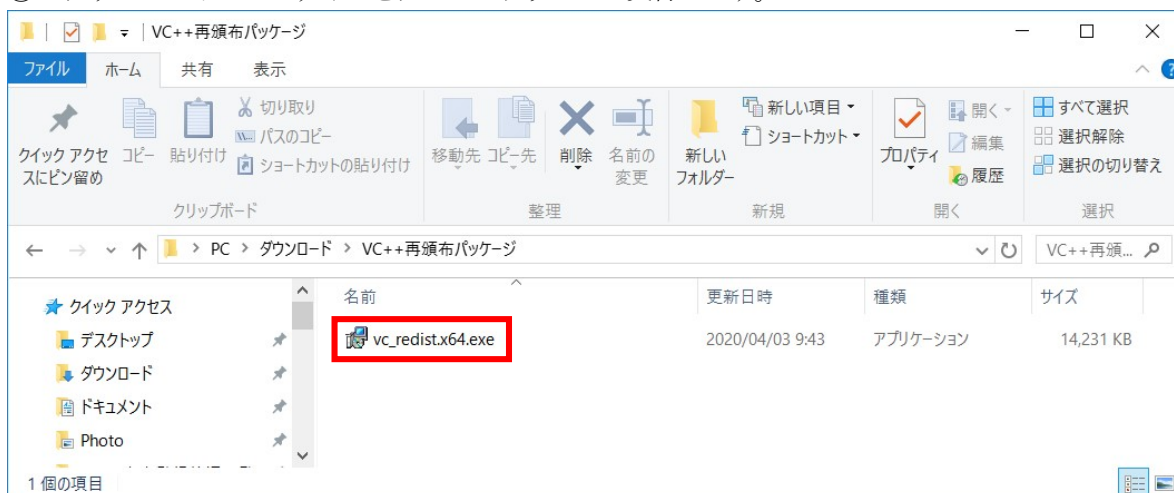 VC++再頒布パッケージ
ファイル ホーム 共有 表示
クイック アクセスにピン留め コピー 貼り付け 切り取り パスのコピー ショートカットの貼り付け
移動先 コピー先 削除 名前の変更
新しいフォルダー 新しい項目 ショートカット
プロパティ 開く 編集 履歴
すべて選択 選択解除 選択の切り替え
クリップボード 整理 新規 開く 選択
PC > ダウンロード > VC++再頒布パッケージ VC++再頒...
クイック アクセス 名前 更新日時 種類 サイズ
デスクトップ vc_redist.x64.exe 2020/04/03 9:43 アプリケーション 14,231 KB
ダウンロード
ドキュメント
Photo
1 個の項目